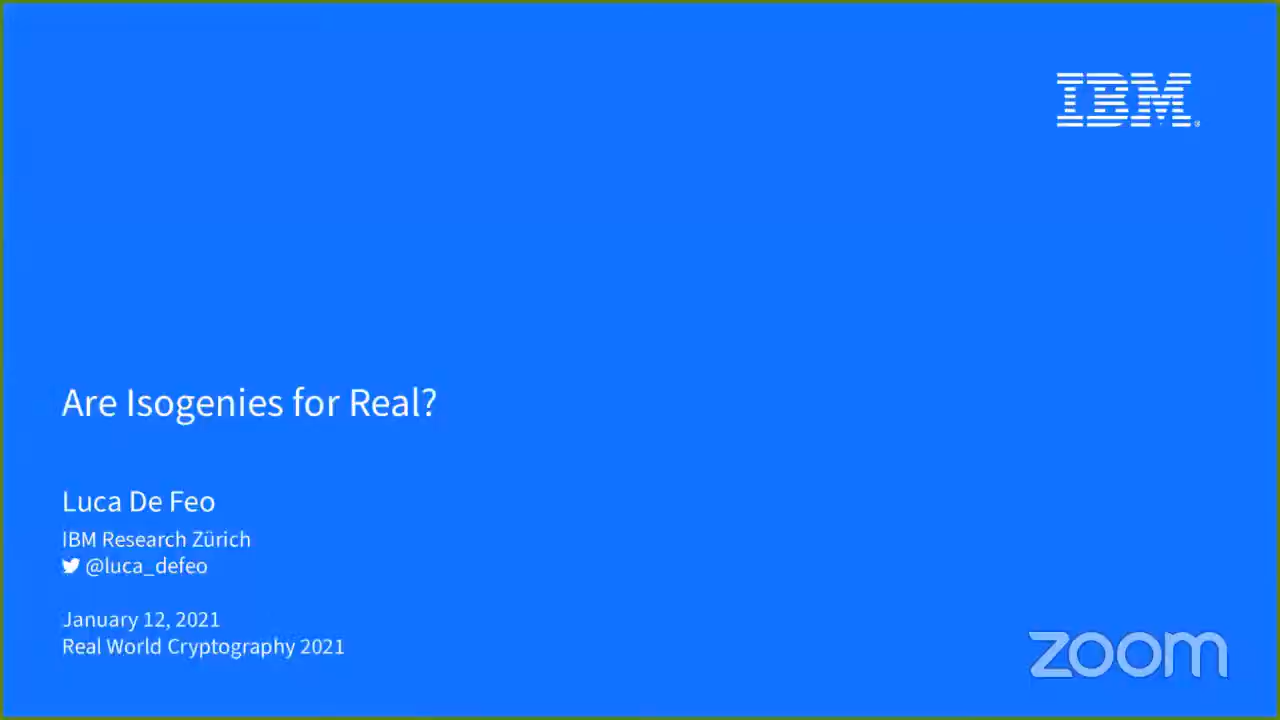 IBM
Are Isogenies for Real?
Luca De Feo
IBM Research Zürich
@luca_defeo
January 12, 2021
Real World Cryptography 2021
zoom